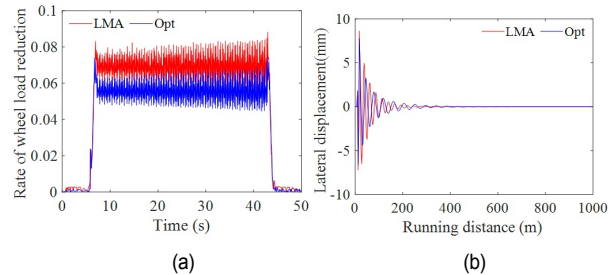 Rate of wheel load reduction
0.1
0.08
0.06
0.04
0.02
0
LMA
Opt
0 10 20 30 40 50
Time (s)
(a)
Lateral displacement(mm)
10
5
0
-5
-10
LMA
Opt
0 200 400 600 800 1000
Running distance (m)
(b)